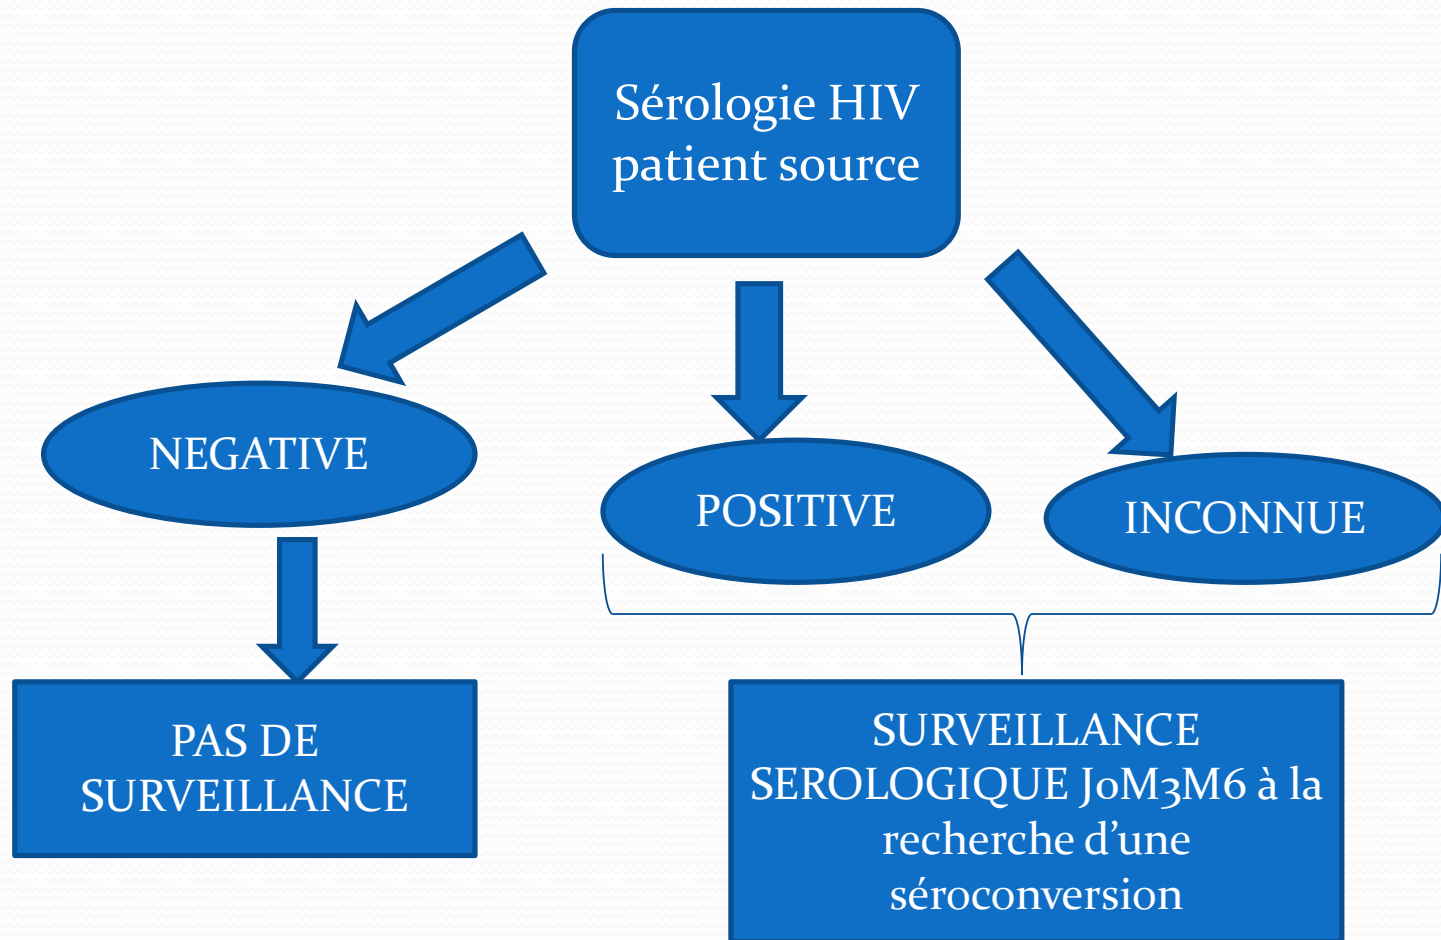 Sérologie HIV
patient source
NEGATIVE
POSITIVE
INCONNUE
PAS DE
SURVEILLANCE
SURVEILLANCE
SEROLOGIQUE J0M3M6 à la
recherche d’une
séroconversion